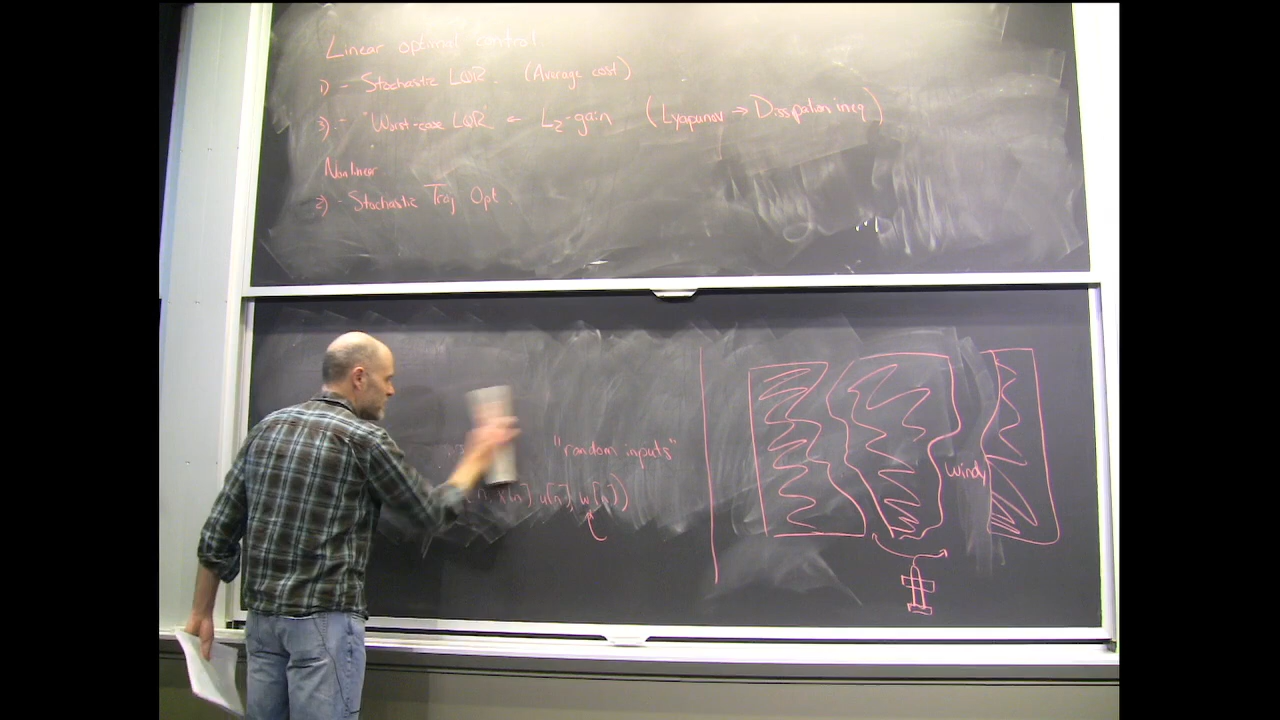 Linear optimal control
1) - Stochastic LQR. (Average cost)
3) - "Worst-case LQR" ← L2-gain (Lyapunov → Dissipation ineq)
Nonlinear
2) - Stochastic Traj Opt.
"random inputs"
x[n], u[n], w[n])
Windy